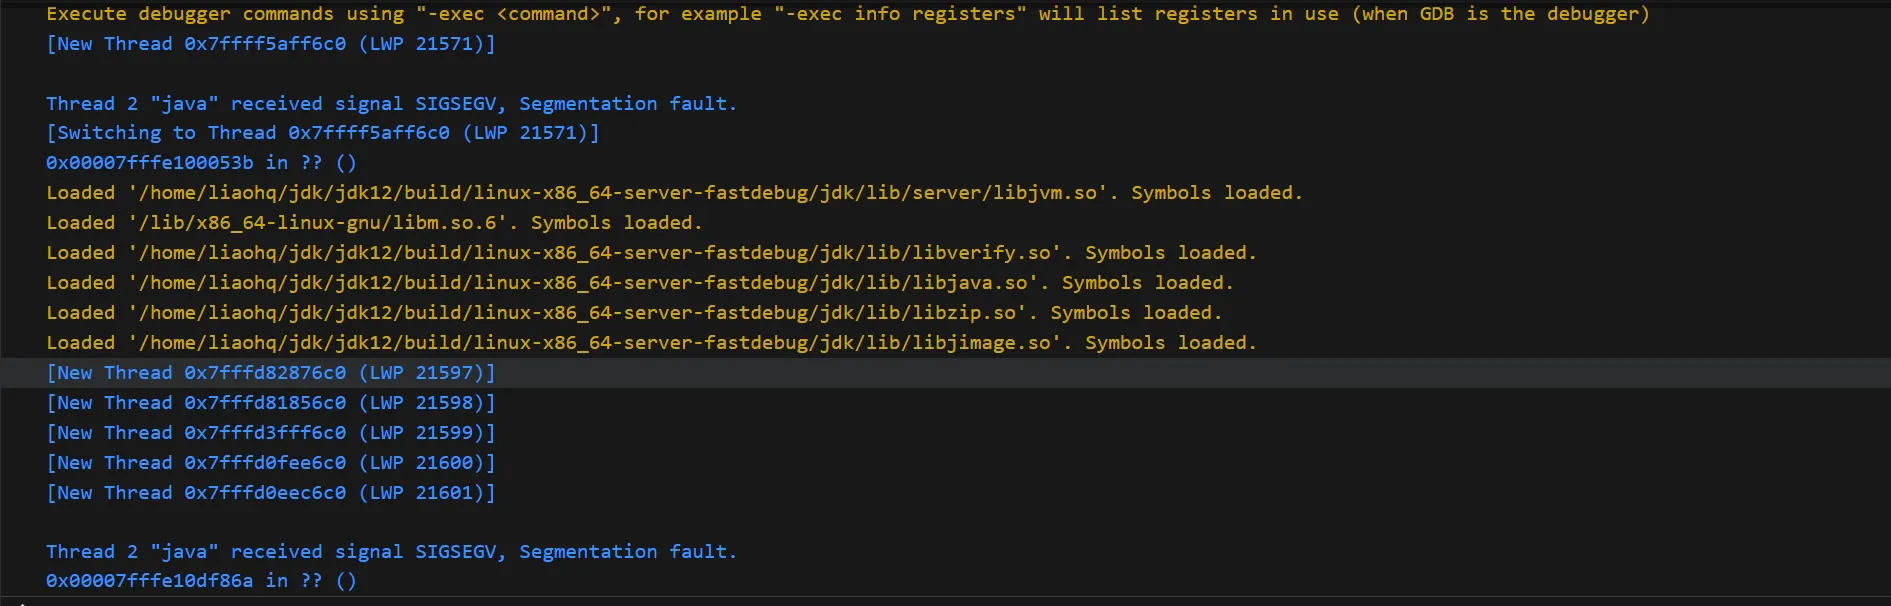 Execute debugger commands using "-exec <command>", for example "-exec info registers" will list registers in use (when GDB is the debugger)
[New Thread 0x7ffff5aff6c0 (LWP 21571)]
Thread 2 "java" received signal SIGSEGV, Segmentation fault.
[Switching to Thread 0x7ffff5aff6c0 (LWP 21571)]
0x00007fffe100053b in ?? ()
Loaded '/home/liaohq/jdk/jdk12/build/linux-x86_64-server-fastdebug/jdk/lib/server/libjvm.so'. Symbols loaded.
Loaded '/lib/x86_64-linux-gnu/libm.so.6'. Symbols loaded.
Loaded '/home/liaohq/jdk/jdk12/build/linux-x86_64-server-fastdebug/jdk/lib/libverify.so'. Symbols loaded.
Loaded '/home/liaohq/jdk/jdk12/build/linux-x86_64-server-fastdebug/jdk/lib/libjava.so'. Symbols loaded.
Loaded '/home/liaohq/jdk/jdk12/build/linux-x86_64-server-fastdebug/jdk/lib/libzip.so'. Symbols loaded.
Loaded '/home/liaohq/jdk/jdk12/build/linux-x86_64-server-fastdebug/jdk/lib/libjimage.so'. Symbols loaded.
[New Thread 0x7fffd82876c0 (LWP 21597)]
[New Thread 0x7fffd81856c0 (LWP 21598)]
[New Thread 0x7fffd3fff6c0 (LWP 21599)]
[New Thread 0x7fffd0fee6c0 (LWP 21600)]
[New Thread 0x7fffd0eec6c0 (LWP 21601)]
Thread 2 "java" received signal SIGSEGV, Segmentation fault.
0x00007fffe10df86a in ?? ()